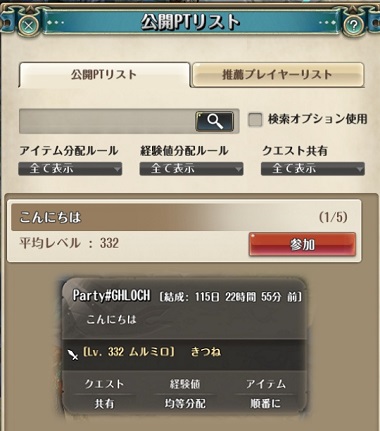 公開PTリスト
公開PTリスト 推薦プレイヤーリスト
検索オプション使用
アイテム分配ルール 経験値分配ルール クエスト共有
全て表示 全て表示 全て表示
こんにちは (1/5)
平均レベル : 332 参加
Party#GHLOCH [結成: 115日 22時間 55分 前]
こんにちは
[Lv. 332 ムルミロ] きつね
クエスト 経験値 アイテム
共有 均等分配 順番に